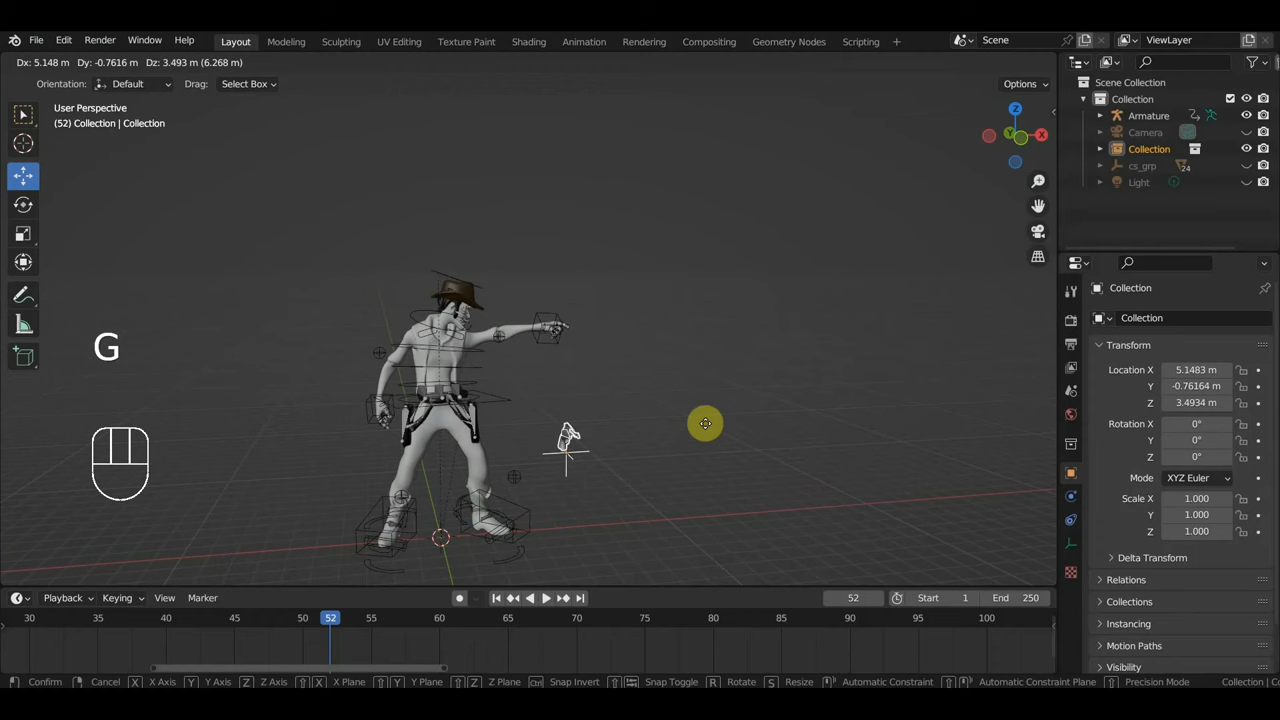 File Edit Render Window Help Layout Modeling Sculpting UV Editing Texture Paint Shading Animation Rendering Compositing Geometry Nodes Scripting + Scene ViewLayer
Dx: 5.148 m Dy: -0.7616 m Dz: 3.493 m (6.268 m)
Orientation: Default Drag: Select Box Options
User Perspective
(52) Collection | Collection
Z
X
Y
G
Scene Collection
Collection
Armature
Camera
Collection
cs_grp 24
Light
Collection
Collection
Transform
Location X 5.1483 m
Y -0.76164 m
Z 3.4934 m
Rotation X 0°
Y 0°
Z 0°
Mode XYZ Euler
Scale X 1.000
Y 1.000
Z 1.000
Delta Transform
Relations
Collections
Instancing
Motion Paths
Visibility
Playback Keying View Marker 52 Start 1 End 250
30 35 40 45 52 55 60 65 70 75 80 85 90 95 100
Confirm Cancel X X Axis Y Y Axis Z Z Axis X X Plane Y Y Plane Z Z Plane Snap Invert Snap Toggle R Rotate S Resize Automatic Constraint Automatic Constraint Plane Precision Mode Collection | Co